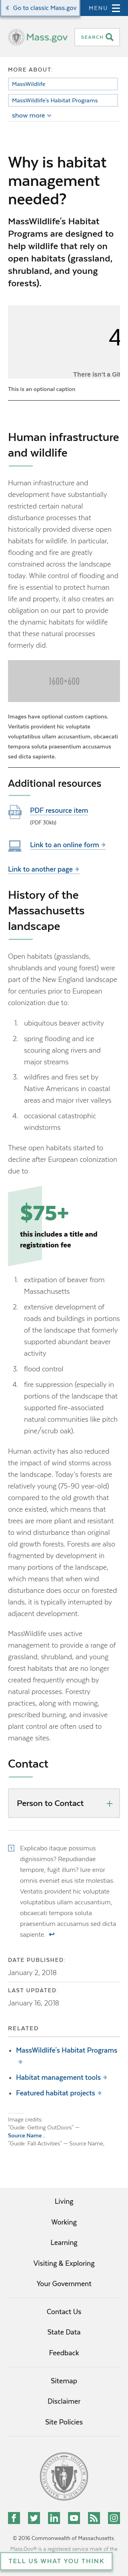 Go to classic Mass.gov
MENU
Mass.gov
SEARCH
MORE ABOUT:
MassWildlife
MassWildlife's Habitat Programs
show more
Why is habitat
management
needed?
MassWildlife's Habitat
Programs are designed to
help wildlife that rely on
open habitats (grasslands,
shrubland, and young
forests).
4
There isn't a Git
This is an optional caption
Human infrastructure
and wildlife
Human infrastructure and
development have substantially
restricted certain natural
disturbance processes that
historically provided diverse open
habitats for wildlife. In particular,
flooding and fire greatly
constrained species across the
landscape today. While control of
flooding and fire is essential to
protect human life and property, it
also creates an obligation on our
part to provide the dynamic
habitats important for wildlife that
these natural processes formerly
did.
1600×600
Images have optional custom captions.
Veritatis provident hic voluptate
voluptatibus ullam accusantium, obcaecati
tempora soluta praesentium accusamus
sed dicta sapiente.
Additional resources
PDF resource item
(PDF 30kb)
Link to an online form
Link to another page
History of the
Massachusetts
landscape
Open habitats (grasslands,
shrublands and young forest) were
part of the New England landscape
for centuries prior to European
colonization due to:
1. ubiquitous beaver activity
2. spring flooding and ice
scouring along rivers and
major streams
3. wildfires and fires set by
Native Americans in coastal
areas and major river valleys
4. occasional catastrophic
windstorms
These open habitats started to
decline after European colonization
due to:
$75+
this includes a title and
registration fee
1. extirpation of beaver from
Massachusetts
2. extensive development of
roads and buildings in portions
of the landscape that formerly
supported abundant beaver
activity
3. flood control
4. fire suppression (especially in
portions of the landscape that
supported fire-associated
natural communities like pitch
pine/scrub oak).
Human activity has also reduced
the impact of wind storms across
the landscape. Today's forests are
relatively young (75-90 year-old)
compared to the old growth that
existed, which means that there
are more trees that are prone to
wind disturbance than original old
growth forests. Forests are also
fragmented on the landscape by
roads, houses, and lawns, and the
natural disturbance processes of
wind and fire, which formerly
occurred on a large scale across
forested lands, is typically
interrupted by adjacent
development.
MassWildlife uses active
management to provide a range of
grassland, shrubland, and young
forest habitats that are no longer
created frequently enough by
natural processes. Forestry
practices, along with mowing,
prescribed burning, and invasive
plant control are often used to
manage sites.
Contact
Person to Contact
1 Explicabo itaque possimus
dignissimos? Repudiandae
tempore, fugit illum? Iure error
omnis eveniet eius iste molestias.
Veritatis provident hic voluptate
voluptatibus ullam accusantium,
obcaecati tempora soluta
praesentium accusamus sed dicta
sapiente.
DATE PUBLISHED:
January 2, 2018
LAST UPDATED:
January 16, 2018
RELATED
MassWildlife's Habitat Programs
Habitat management tools
Featured habitat projects
Image credits:
"Guide: Getting OutDoors" —
Source Name ,
"Guide: Fall Activities" — Source Name,
Living
Working
Learning
Visiting & Exploring
Your Government
Contact Us
State Data
Feedback
Sitemap
Disclaimer
Site Policies
© 2016 Commonwealth of Massachusetts.
Mass.Gov® is a registered service mark of the
TELL US WHAT YOU THINK